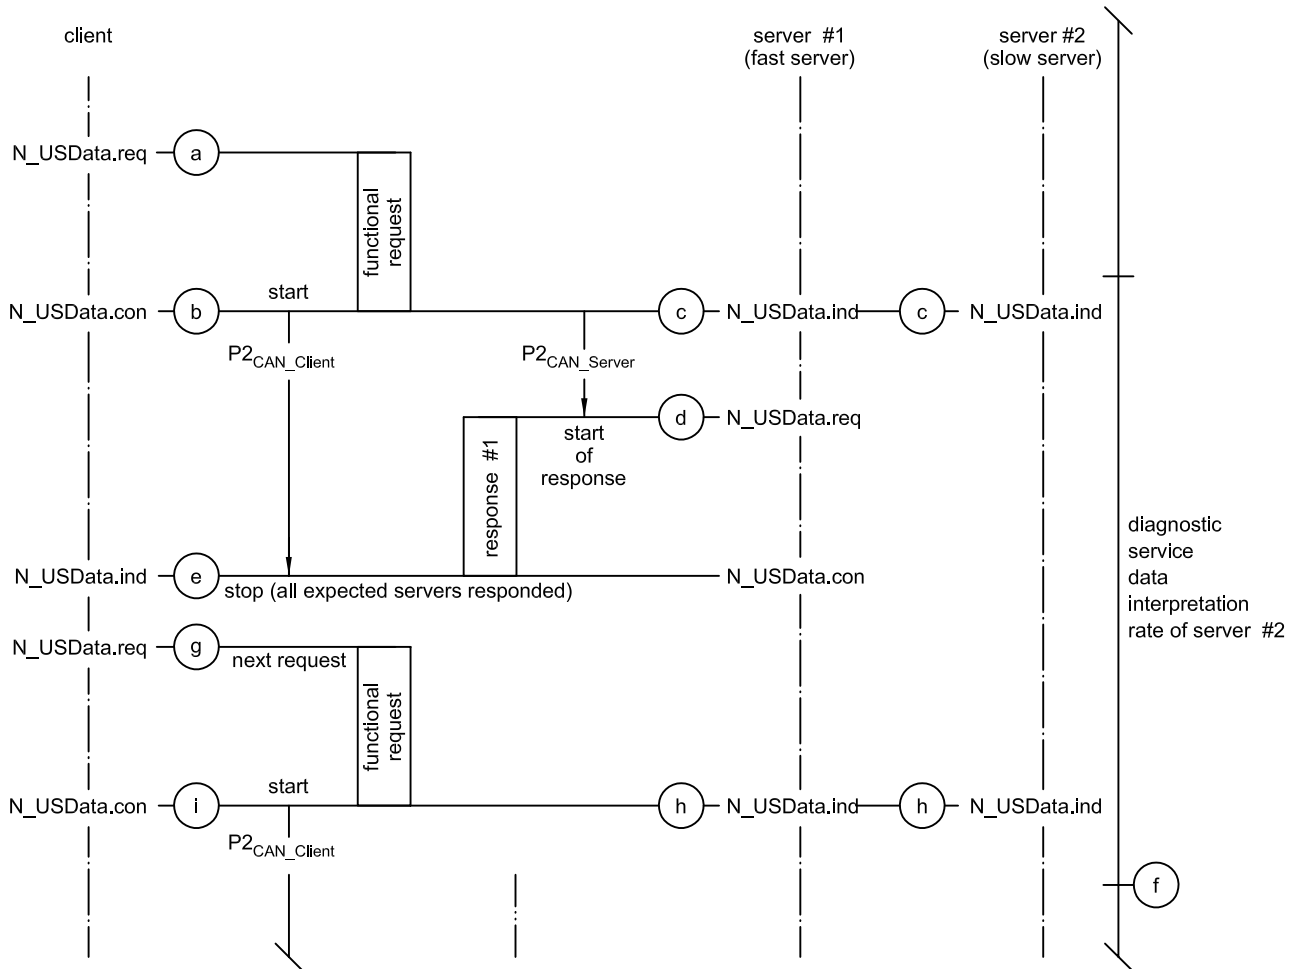 client
server #1
(fast server)
server #2
(slow server)
N_USData.req
a
functional
request
N_USData.con
b
start
c
N_USData.ind
c
N_USData.ind
P2CAN_Client
P2CAN_Server
d
N_USData.req
start
of
response
response #1
diagnostic
service
data
interpretation
rate of server #2
N_USData.ind
e
stop (all expected servers responded)
N_USData.con
N_USData.req
g
next request
functional
request
N_USData.con
i
start
h
N_USData.ind
h
N_USData.ind
P2CAN_Client
f